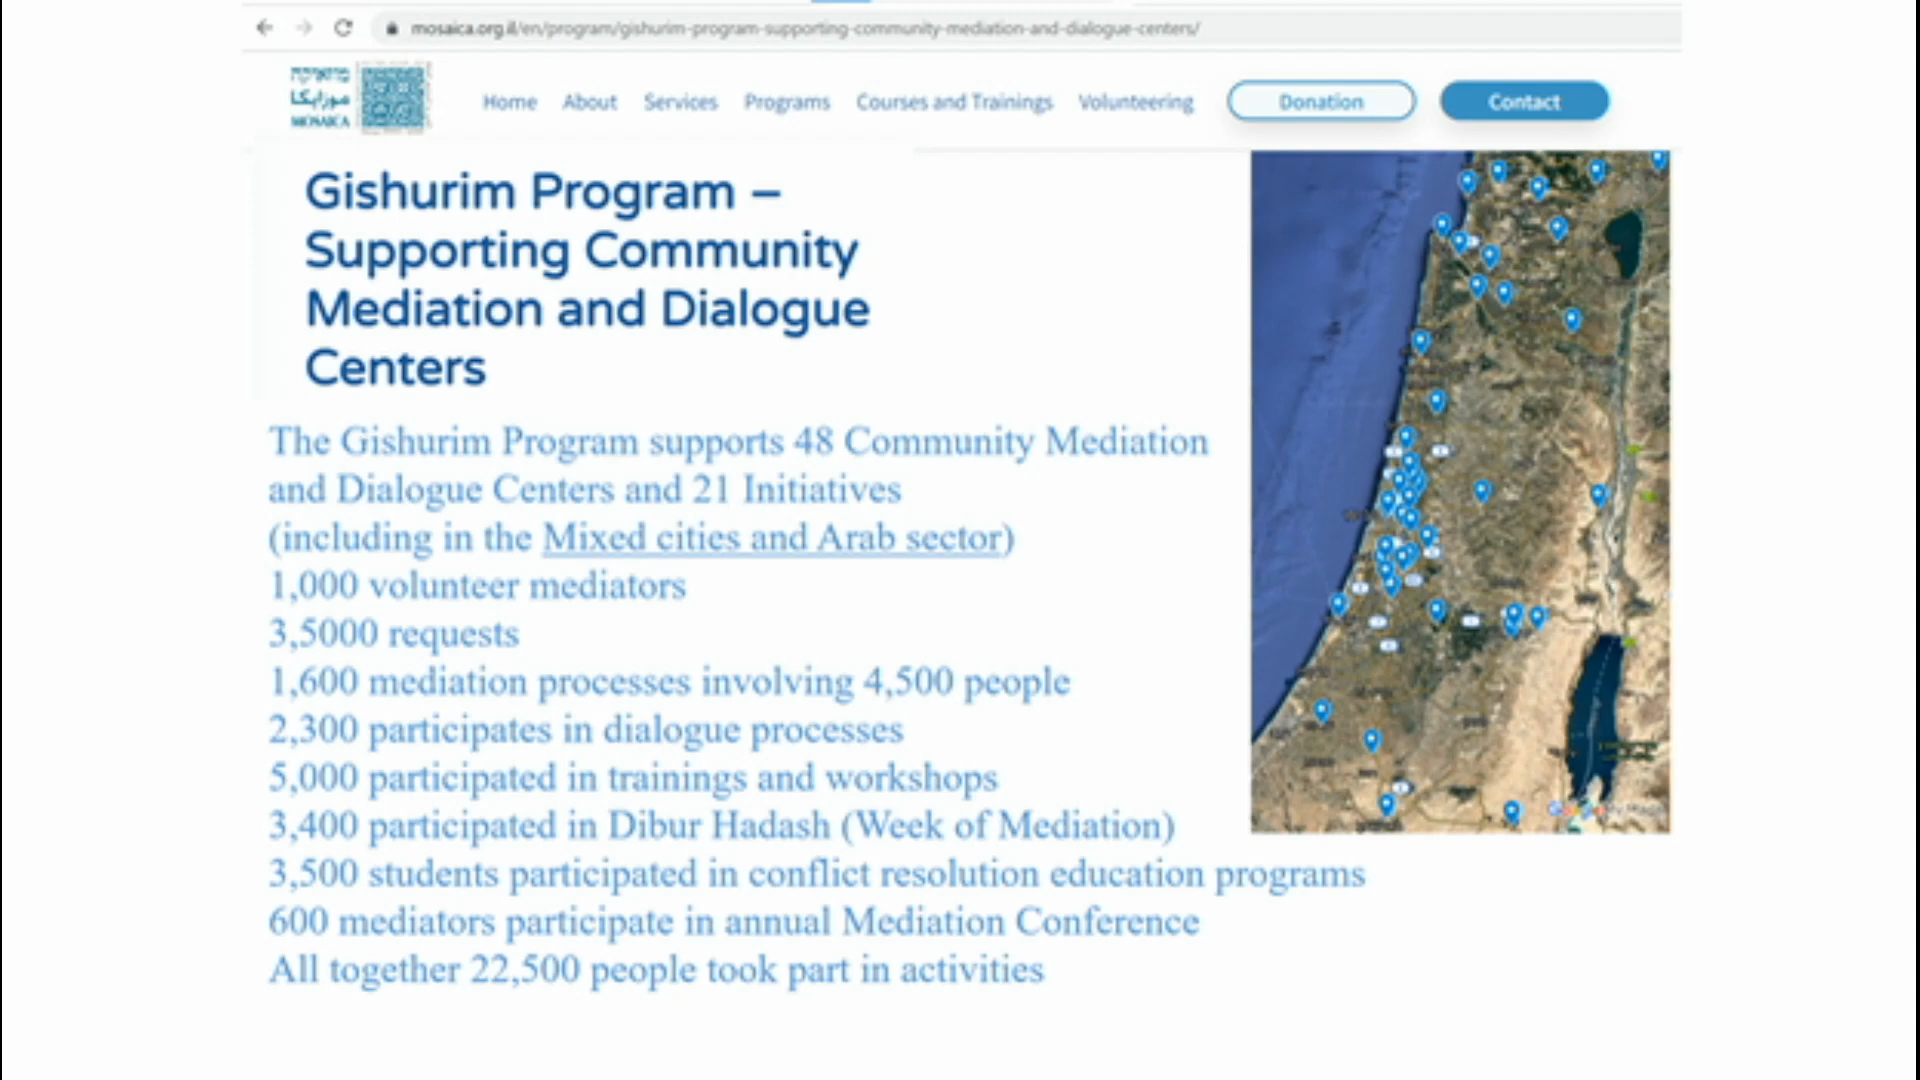 mosaica.org.il/en/program/gishurim-program-supporting-community-mediation-and-dialogue-centers/
מוזאיקה
موزايكا
MOSAICA
Home About Services Programs Courses and Trainings Volunteering Donation Contact
Gishurim Program –
Supporting Community
Mediation and Dialogue
Centers
The Gishurim Program supports 48 Community Mediation
and Dialogue Centers and 21 Initiatives
(including in the Mixed cities and Arab sector)
1,000 volunteer mediators
3,5000 requests
1,600 mediation processes involving 4,500 people
2,300 participates in dialogue processes
5,000 participated in trainings and workshops
3,400 participated in Dibur Hadash (Week of Mediation)
3,500 students participated in conflict resolution education programs
600 mediators participate in annual Mediation Conference
All together 22,500 people took part in activities